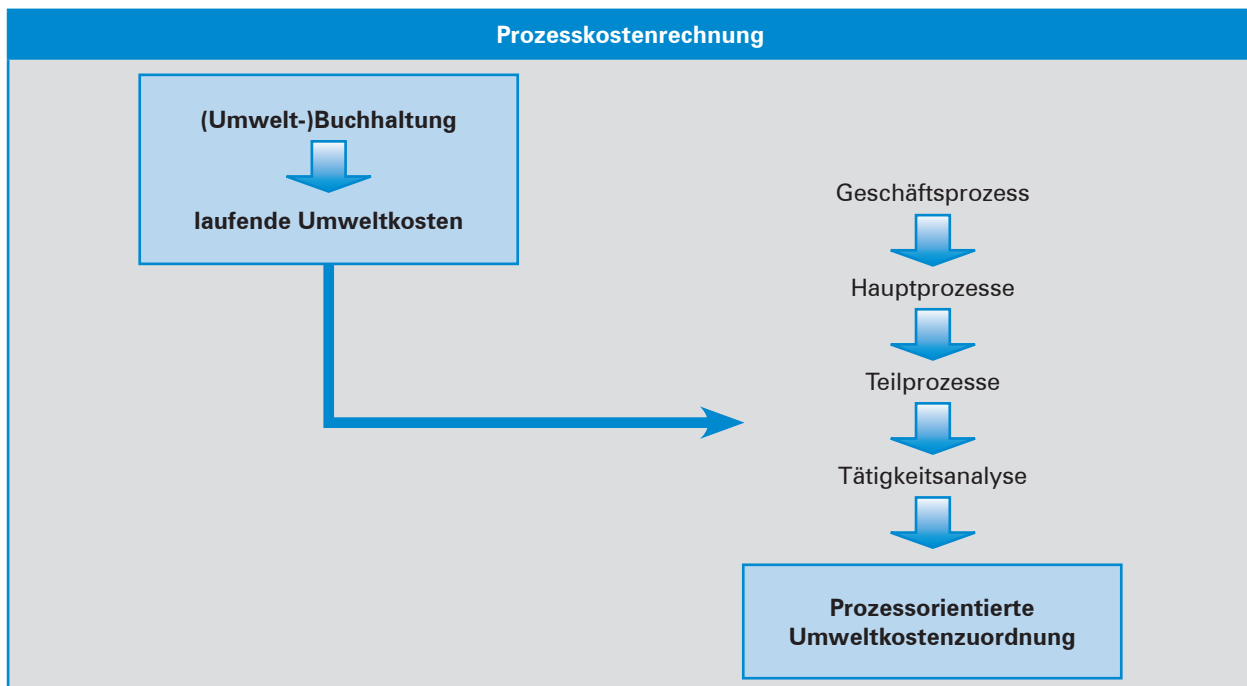 Prozesskostenrechnung
(Umwelt-)Buchhaltung
laufende Umweltkosten
Geschäftsprozess
Hauptprozesse
Teilprozesse
Tätigkeitsanalyse
Prozessorientierte
Umweltkostenzuordnung